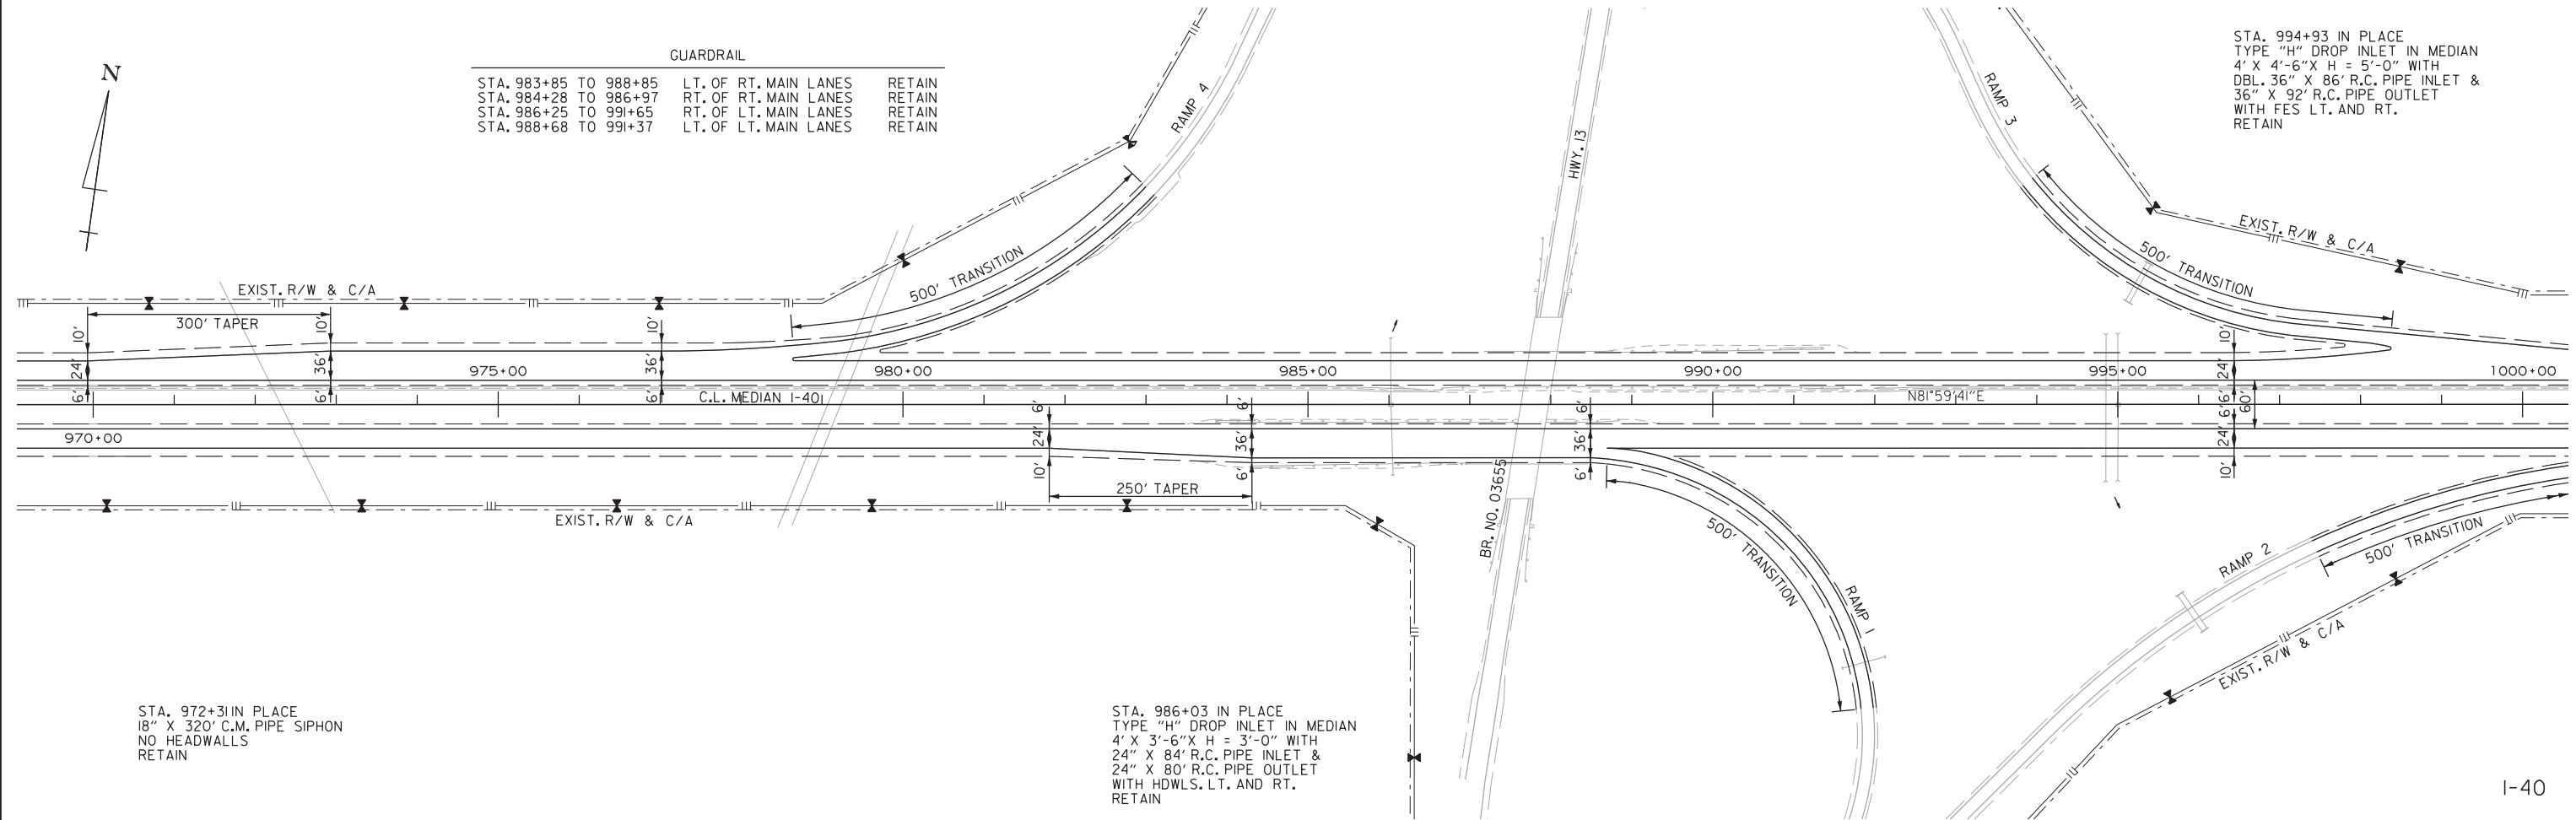 N
GUARDRAIL
STA. 983+85 TO 988+85 LT. OF RT. MAIN LANES RETAIN
STA. 984+28 TO 986+97 RT. OF RT. MAIN LANES RETAIN
STA. 986+25 TO 991+65 RT. OF LT. MAIN LANES RETAIN
STA. 988+68 TO 991+37 LT. OF LT. MAIN LANES RETAIN
STA. 994+93 IN PLACE
TYPE "H" DROP INLET IN MEDIAN
4' X 4'-6" X H = 5'-0" WITH
DBL. 36" X 86' R.C. PIPE INLET &
36" X 92' R.C. PIPE OUTLET
WITH FES LT. AND RT.
RETAIN
RAMP 4
HWY. 13
RAMP 3
EXIST. R/W & C/A
500' TRANSITION
500' TRANSITION
EXIST. R/W & C/A
300' TAPER
10'
24'
6'
10'
36'
6'
10'
36'
6'
975+00
980+00
985+00
990+00
995+00
1000+00
C.L. MEDIAN I-40
N81°59'41"E
970+00
6'
24'
10'
6'
36'
6'
6'
36'
6'
10'
24'
6'
6'
24'
10'
60'
250' TAPER
EXIST. R/W & C/A
BR. NO. 03655
500' TRANSITION
RAMP 1
RAMP 2
500' TRANSITION
EXIST. R/W & C/A
STA. 972+31 IN PLACE
18" X 320' C.M. PIPE SIPHON
NO HEADWALLS
RETAIN
STA. 986+03 IN PLACE
TYPE "H" DROP INLET IN MEDIAN
4' X 3'-6" X H = 3'-0" WITH
24" X 84' R.C. PIPE INLET &
24" X 80' R.C. PIPE OUTLET
WITH HDWLS. LT. AND RT.
RETAIN
I-40